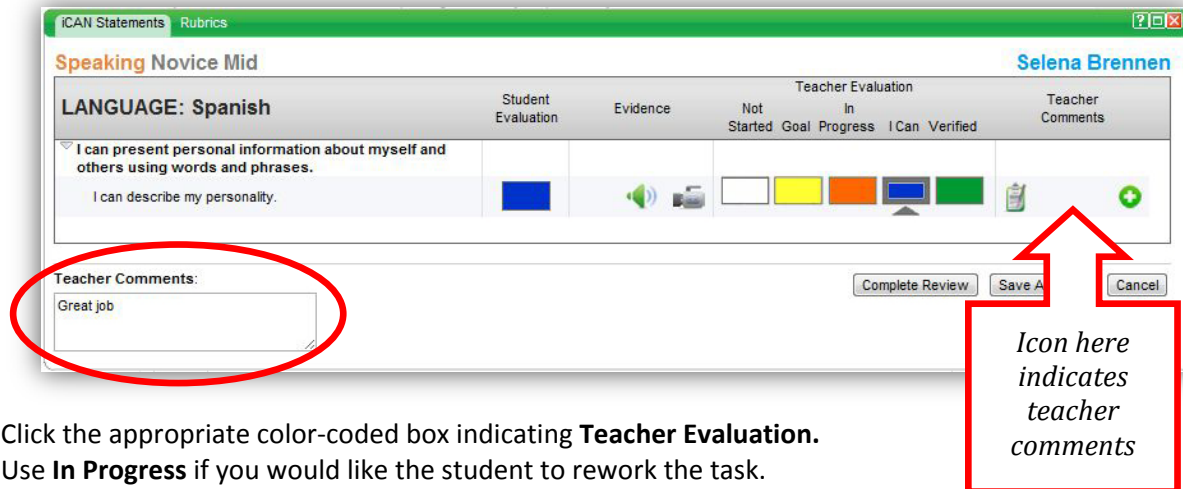 iCAN Statements Rubrics
Speaking Novice Mid Selena Brennen
LANGUAGE: Spanish
Student Evaluation
Evidence
Teacher Evaluation
Not Started Goal In Progress I Can Verified
Teacher Comments
I can present personal information about myself and
others using words and phrases.
I can describe my personality.
Teacher Comments:
Great job
Complete Review Save A Cancel
Icon here
indicates
teacher
comments
Click the appropriate color-coded box indicating Teacher Evaluation.
Use In Progress if you would like the student to rework the task.